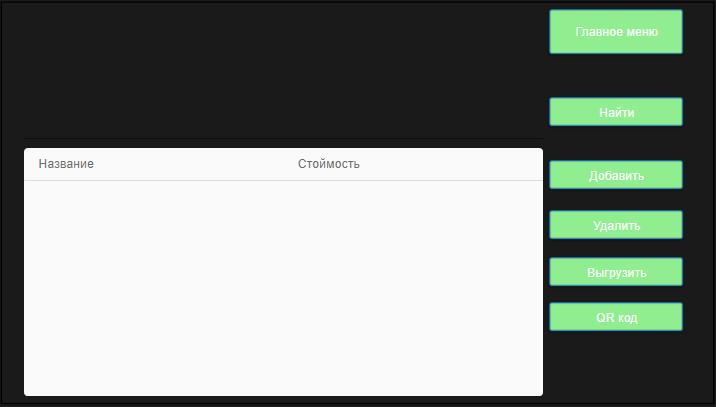 Главное меню
Найти
Название Стоймость
Добавить
Удалить
Выгрузить
QR код